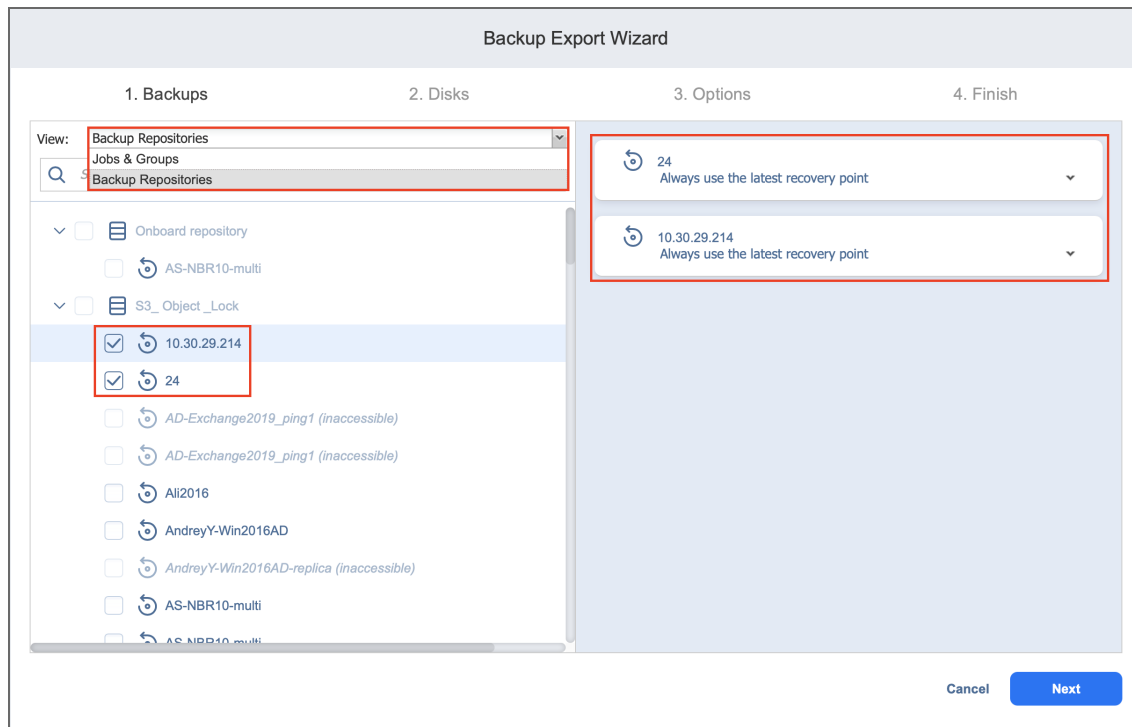 Backup Export Wizard
1. Backups
2. Disks
3. Options
4. Finish
View:
Backup Repositories
Jobs & Groups
Backup Repositories
Onboard repository
AS-NBR10-multi
S3_ Object _Lock
10.30.29.214
24
AD-Exchange2019_ping1 (inaccessible)
AD-Exchange2019_ping1 (inaccessible)
Ali2016
AndreyY-Win2016AD
AndreyY-Win2016AD-replica (inaccessible)
AS-NBR10-multi
AS-NBR10-multi
24
Always use the latest recovery point
10.30.29.214
Always use the latest recovery point
Cancel
Next